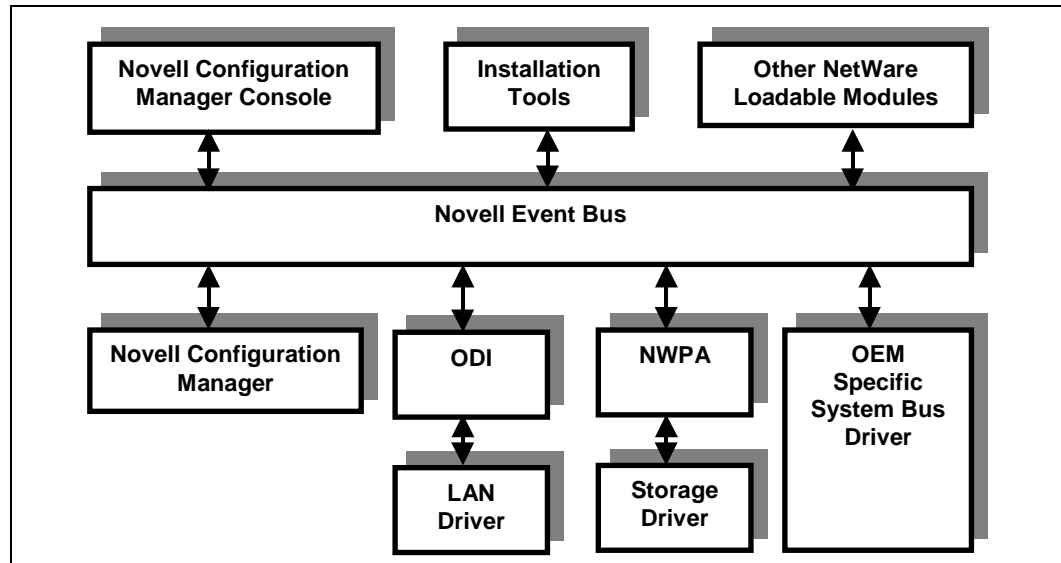 Novell Configuration
Manager Console
Installation
Tools
Other NetWare
Loadable Modules
Novell Event Bus
Novell Configuration
Manager
ODI
NWPA
OEM
Specific
System Bus
Driver
LAN
Driver
Storage
Driver